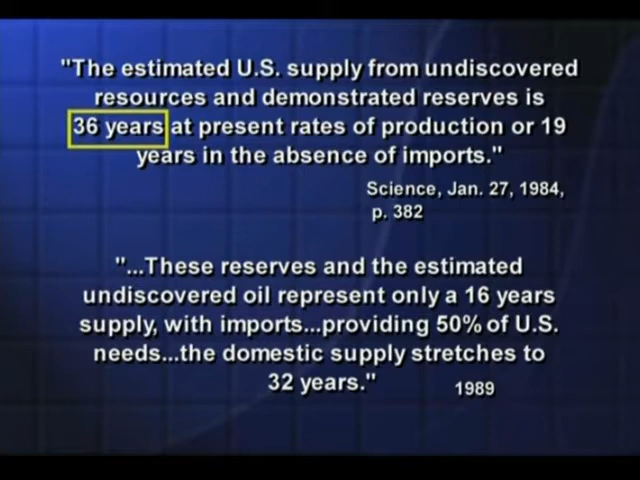 "The estimated U.S. supply from undiscovered
resources and demonstrated reserves is
36 years at present rates of production or 19
years in the absence of imports."
Science, Jan. 27, 1984,
p. 382
"...These reserves and the estimated
undiscovered oil represent only a 16 years
supply, with imports...providing 50% of U.S.
needs...the domestic supply stretches to
32 years."
1989